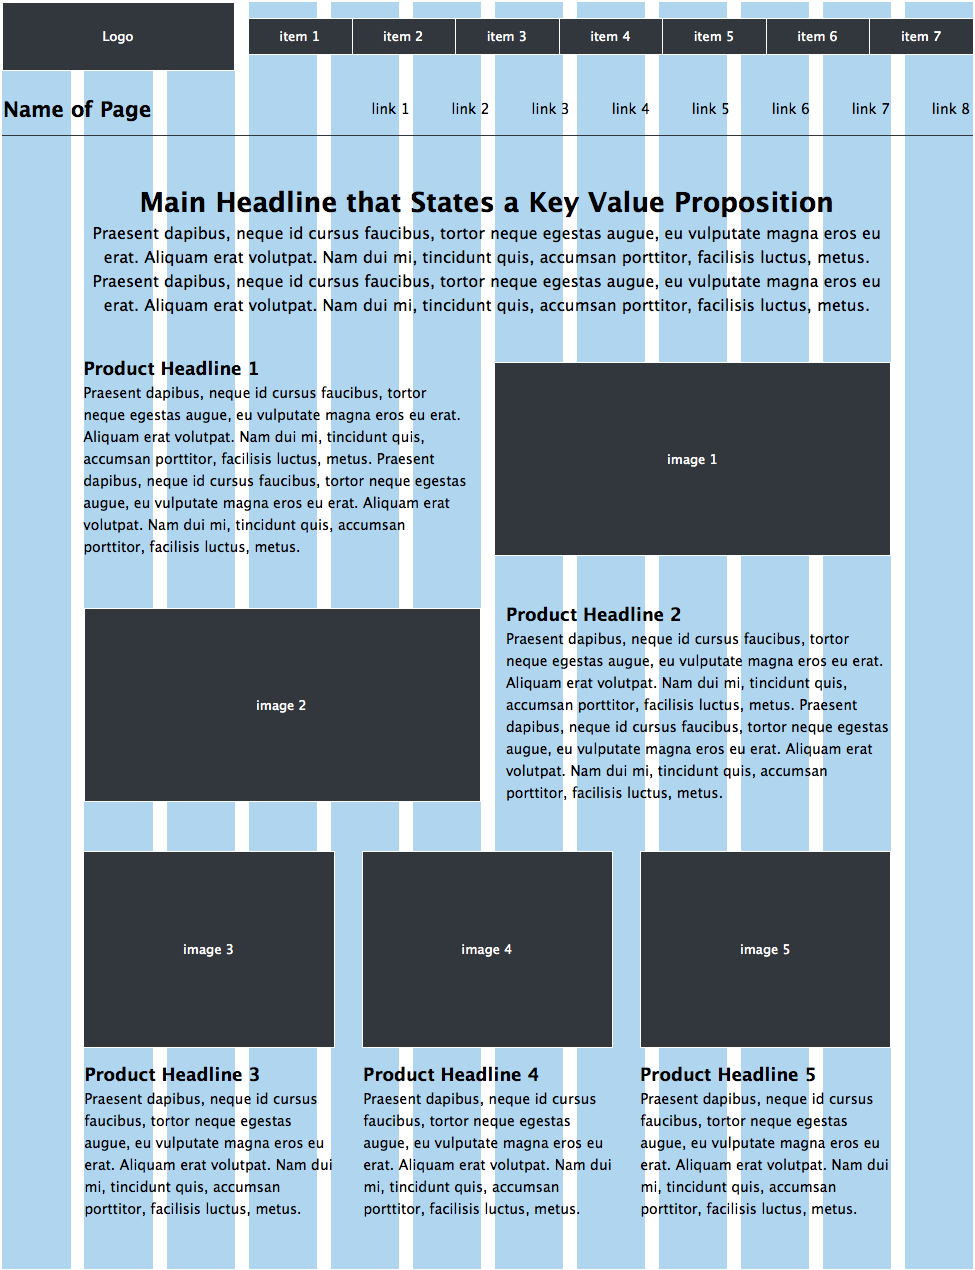 Logo
item 1 item 2 item 3 item 4 item 5 item 6 item 7
Name of Page
link 1 link 2 link 3 link 4 link 5 link 6 link 7 link 8
Main Headline that States a Key Value Proposition
Praesent dapibus, neque id cursus faucibus, tortor neque egestas augue, eu vulputate magna eros eu
erat. Aliquam erat volutpat. Nam dui mi, tincidunt quis, accumsan porttitor, facilisis luctus, metus.
Praesent dapibus, neque id cursus faucibus, tortor neque egestas augue, eu vulputate magna eros eu
erat. Aliquam erat volutpat. Nam dui mi, tincidunt quis, accumsan porttitor, facilisis luctus, metus.
Product Headline 1
Praesent dapibus, neque id cursus faucibus, tortor
neque egestas augue, eu vulputate magna eros eu erat.
Aliquam erat volutpat. Nam dui mi, tincidunt quis,
accumsan porttitor, facilisis luctus, metus. Praesent
dapibus, neque id cursus faucibus, tortor neque egestas
augue, eu vulputate magna eros eu erat. Aliquam erat
volutpat. Nam dui mi, tincidunt quis, accumsan
porttitor, facilisis luctus, metus.
image 1
image 2
Product Headline 2
Praesent dapibus, neque id cursus faucibus, tortor
neque egestas augue, eu vulputate magna eros eu erat.
Aliquam erat volutpat. Nam dui mi, tincidunt quis,
accumsan porttitor, facilisis luctus, metus. Praesent
dapibus, neque id cursus faucibus, tortor neque egestas
augue, eu vulputate magna eros eu erat. Aliquam erat
volutpat. Nam dui mi, tincidunt quis, accumsan
porttitor, facilisis luctus, metus.
image 3
Product Headline 3
Praesent dapibus, neque id cursus
faucibus, tortor neque egestas
augue, eu vulputate magna eros eu
erat. Aliquam erat volutpat. Nam dui
mi, tincidunt quis, accumsan
porttitor, facilisis luctus, metus.
image 4
Product Headline 4
Praesent dapibus, neque id cursus
faucibus, tortor neque egestas
augue, eu vulputate magna eros eu
erat. Aliquam erat volutpat. Nam dui
mi, tincidunt quis, accumsan
porttitor, facilisis luctus, metus.
image 5
Product Headline 5
Praesent dapibus, neque id cursus
faucibus, tortor neque egestas
augue, eu vulputate magna eros eu
erat. Aliquam erat volutpat. Nam dui
mi, tincidunt quis, accumsan
porttitor, facilisis luctus, metus.